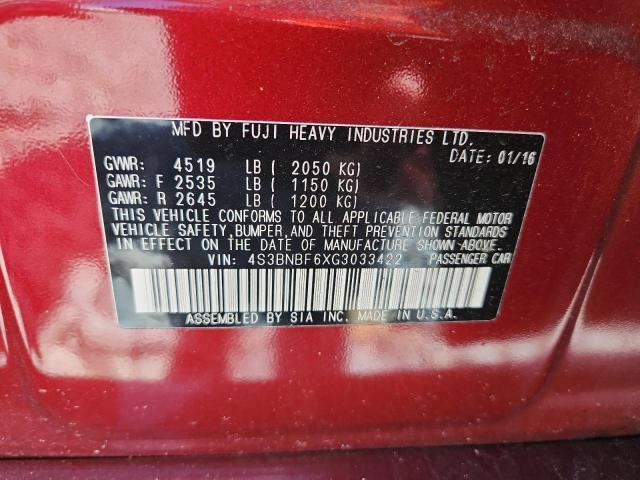 MFD BY FUJI HEAVY INDUSTRIES LTD.
DATE: 01/16
GVWR: 4519 LB ( 2050 KG)
GAWR: F 2535 LB ( 1150 KG)
GAWR: R 2645 LB ( 1200 KG)
THIS VEHICLE CONFORMS TO ALL APPLICABLE FEDERAL MOTOR
VEHICLE SAFETY, BUMPER, AND THEFT PREVENTION STANDARDS
IN EFFECT ON THE DATE OF MANUFACTURE SHOWN ABOVE.
VIN: 4S3BNBF6XG3033422 PASSENGER CAR
ASSEMBLED BY SIA INC. MADE IN U.S.A.